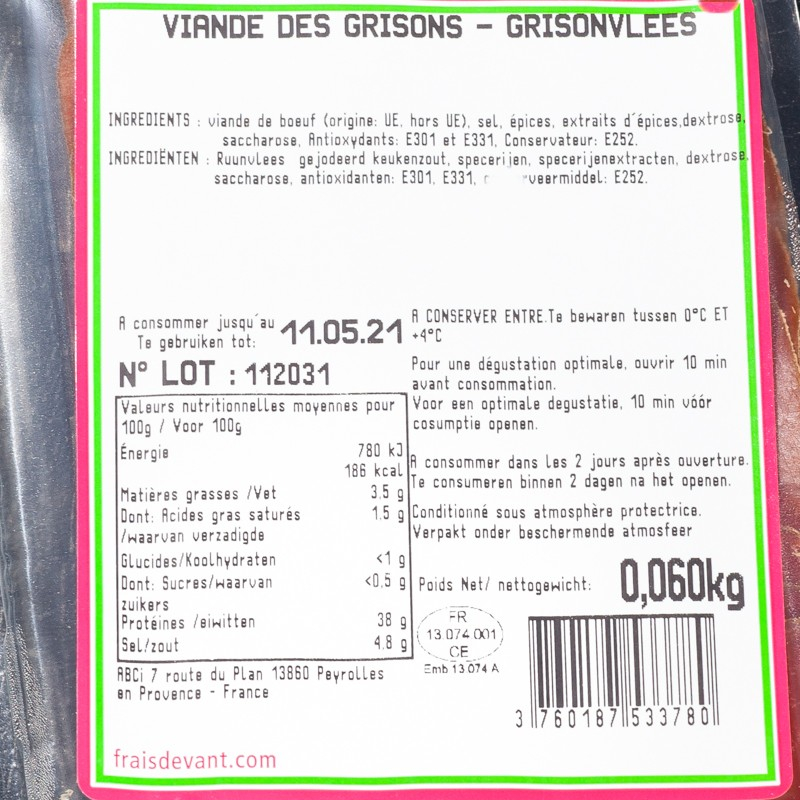 VIANDE DES GRISONS - GRISONVLEES
INGREDIENTS : viande de boeuf (origine: UE, hors UE), sel, épices, extraits d´épices,dextrose,
saccharose, Antioxydants: E301 et E331, Conservateur: E252.
INGREDIËNTEN : Ruunvlees gejodeerd keukenzout, specerijen, specerijenextracten, dextrose,
saccharose, antioxidanten: E301, E331, veermiddel: E252.
A consommer jusqu´au
Te gebruiken tot:
11.05.21
N° LOT : 112031
A CONSERVER ENTRE.Te bewaren tussen 0°C ET
+4°C
Pour une dégustation optimale, ouvrir 10 min
avant consommation.
Voor een optimale degustatie, 10 min vóór
cosumptie openen.
A consommer dans les 2 jours après ouverture.
Te consumeren binnen 2 dagen na het openen.
Conditionné sous atmosphère protectrice.
Verpakt onder beschermende atmosfeer
Valeurs nutritionnelles moyennes pour
100g / Voor 100g
Énergie 780 kJ
186 kcal
Matières grasses /Vet 3.5 g
Dont: Acides gras saturés 1.5 g
/waarvan verzadigde
Glucides/Koolhydraten <1 g
Dont: Sucres/waarvan <0,5 g
zuikers
Protéines /eiwitten 38 g
Sel/zout 4.8 g
Poids Net/ nettogewicht: 0,060kg
FR
13.074.001
CE
Emb 13 074 A
ABCi 7 route du Plan 13860 Peyrolles
en Provence - France
3 760187 533780
fraisdevant.com